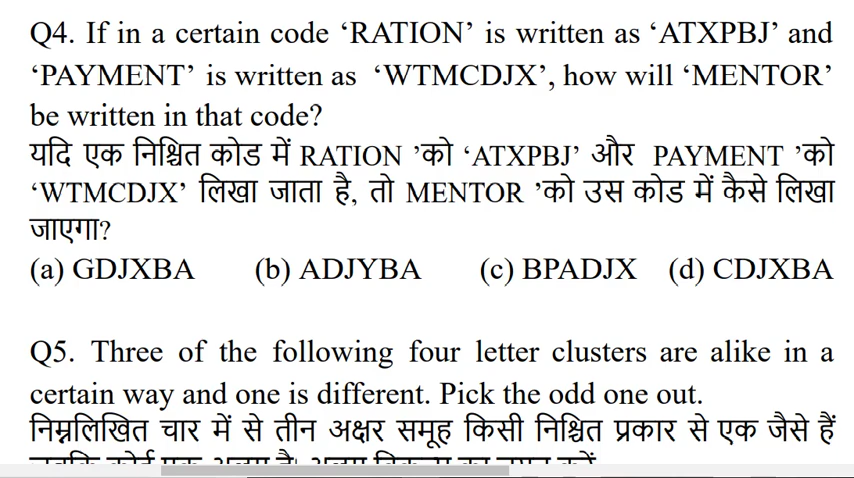 Q4. If in a certain code ‘RATION’ is written as ‘ATXPBJ’ and
‘PAYMENT’ is written as ‘WTMCDJX’, how will ‘MENTOR’
be written in that code?
यदि एक निश्चित कोड में RATION ’को ‘ATXPBJ’ और PAYMENT ’को
‘WTMCDJX’ लिखा जाता है, तो MENTOR ’को उस कोड में कैसे लिखा
जाएगा?
(a) GDJXBA (b) ADJYBA (c) BPADJX (d) CDJXBA
Q5. Three of the following four letter clusters are alike in a
certain way and one is different. Pick the odd one out.
निम्नलिखित चार में से तीन अक्षर समूह किसी निश्चित प्रकार से एक जैसे हैं